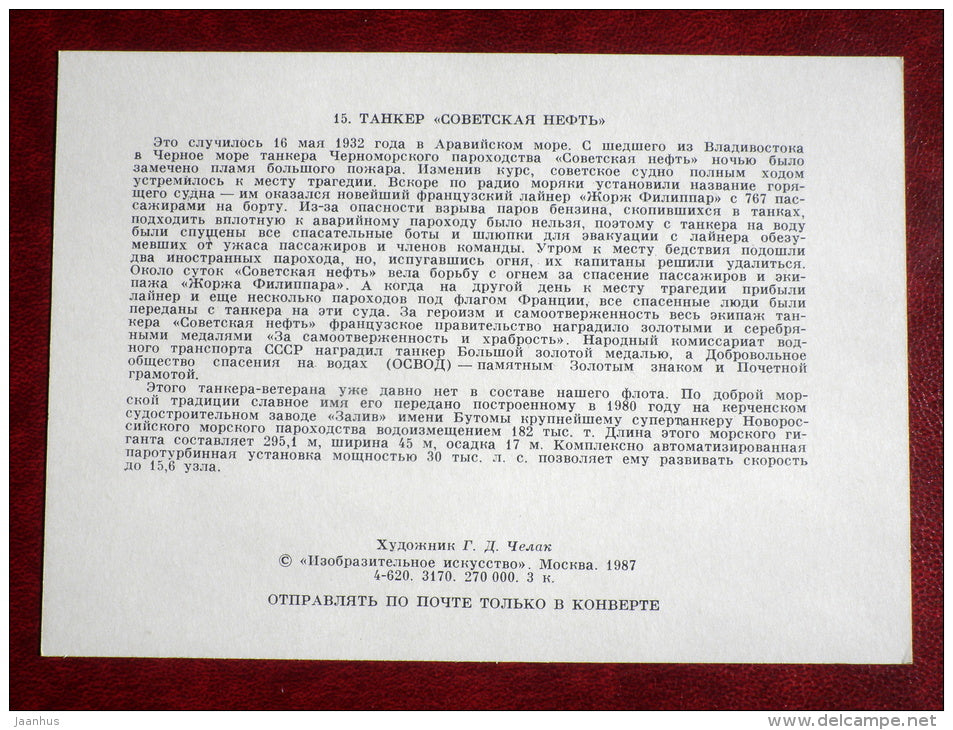 15. ТАНКЕР «СОВЕТСКАЯ НЕФТЬ»
Это случилось 16 мая 1932 года в Аравийском море. С шедшего из Владивостока
в Черное море танкера Черноморского пароходства «Советская нефть» ночью было
замечено пламя большого пожара. Изменив курс, советское судно полным ходом
устремилось к месту трагедии. Вскоре по радио моряки установили название горя-
щего судна — им оказался новейший французский лайнер «Жорж Филиппар» с 767 пас-
сажирами на борту. Из-за опасности взрыва паров бензина, скопившихся в танках,
подходить вплотную к аварийному пароходу было нельзя, поэтому с танкера на воду
были спущены все спасательные боты и шлюпки для эвакуации с лайнера обезу-
мевших от ужаса пассажиров и членов команды. Утром к месту бедствия подошли
два иностранных парохода, но, испугавшись огня, их капитаны решили удалиться.
Около суток «Советская нефть» вела борьбу с огнем за спасение пассажиров и эки-
пажа «Жоржа Филиппара». А когда на другой день к месту трагедии прибыли
лайнер и еще несколько пароходов под флагом Франции, все спасенные люди были
переданы с танкера на эти суда. За героизм и самоотверженность весь экипаж тан-
кера «Советская нефть» французское правительство наградило золотыми и серебря-
ными медалями «За самоотверженность и храбрость». Народный комиссариат вод-
ного транспорта СССР наградил танкер Большой золотой медалью, а Добровольное
общество спасения на водах (ОСВОД) — памятным Золотым знаком и Почетной
грамотой.
Этого танкера-ветерана уже давно нет в составе нашего флота. По доброй мор-
ской традиции славное имя его передано построенному в 1980 году на керченском
судостроительном заводе «Залив» имени Бутомы крупнейшему супертанкеру Новорос-
сийского морского пароходства водоизмещением 182 тыс. т. Длина этого морского ги-
ганта составляет 295,1 м, ширина 45 м, осадка 17 м. Комплексно автоматизированная
паротурбинная установка мощностью 30 тыс. л. с. позволяет ему развивать скорость
до 15,6 узла.
Художник Г. Д. Челак
© «Изобразительное искусство». Москва. 1987
4-620. 3170. 270 000. 3 к.
ОТПРАВЛЯТЬ ПО ПОЧТЕ ТОЛЬКО В КОНВЕРТЕ
jaanhus
www.delcampe.net